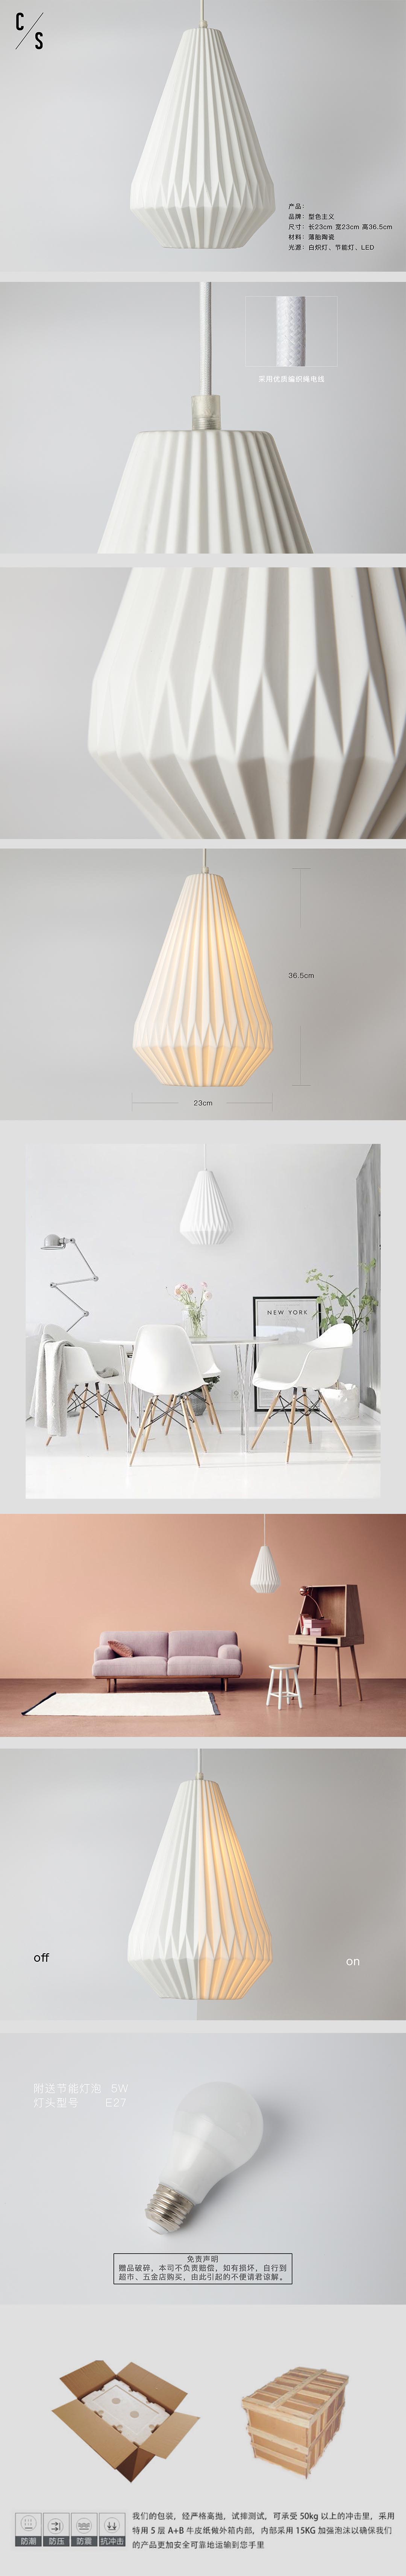 C
S
产品：
品牌：型色主义
尺寸：长23cm 宽23cm 高36.5cm
材料：薄胎陶瓷
光源：白炽灯、节能灯、LED
采用优质编织绳电线
36.5cm
23cm
NEW YORK
off
on
附送节能灯泡 5W
灯头型号 E27
免责声明
赠品破碎，本司不负责赔偿，如有损坏，自行到
超市、五金店购买，由此引起的不便请君谅解。
我们的包装，经严格高抛，试摔测试，可承受 50kg 以上的冲击里，采用
特用 5 层 A+B 牛皮纸做外箱内部，内部采用 15KG 加强泡沫以确保我们
的产品更加安全可靠地运输到您手里
防潮 防压 防震 抗冲击